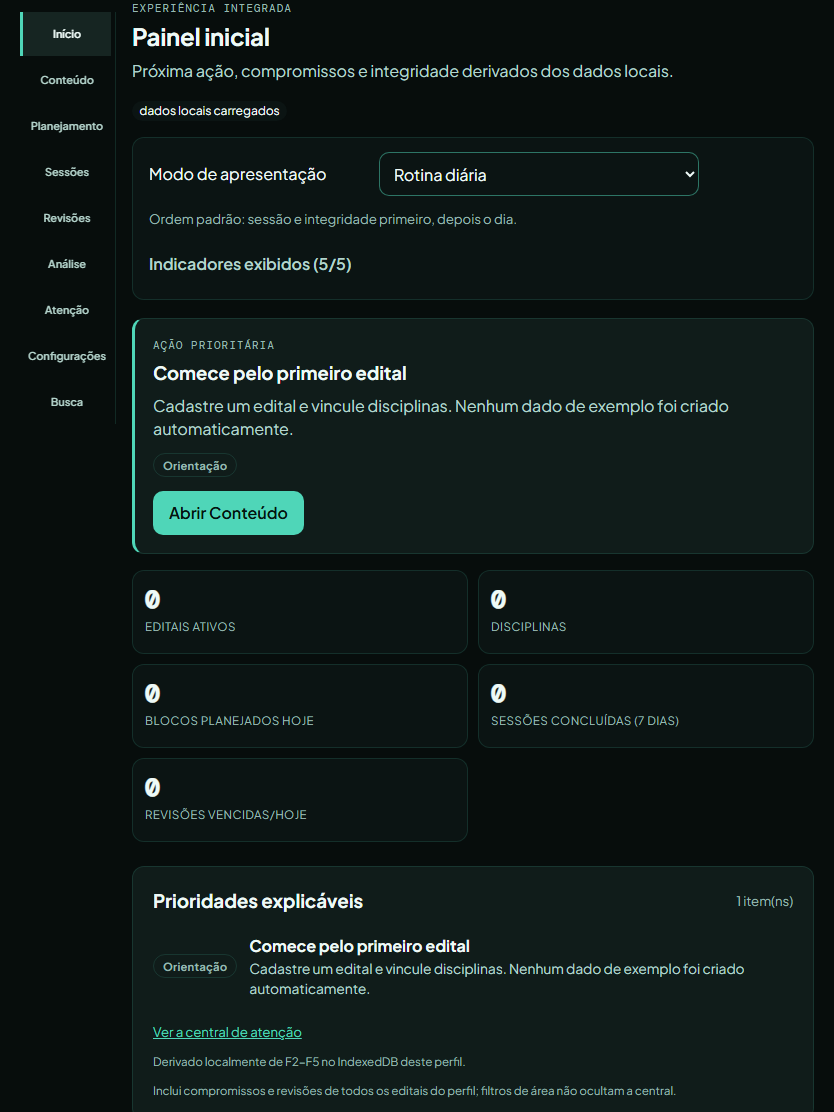 Início
Conteúdo
Planejamento
Sessões
Revisões
Análise
Atenção
Configurações
Busca
EXPERIÊNCIA INTEGRADA
Painel inicial
Próxima ação, compromissos e integridade derivados dos dados locais.
dados locais carregados
Modo de apresentação
Rotina diária
Ordem padrão: sessão e integridade primeiro, depois o dia.
Indicadores exibidos (5/5)
AÇÃO PRIORITÁRIA
Comece pelo primeiro edital
Cadastre um edital e vincule disciplinas. Nenhum dado de exemplo foi criado
automaticamente.
Orientação
Abrir Conteúdo
0
EDITAIS ATIVOS
0
DISCIPLINAS
0
BLOCOS PLANEJADOS HOJE
0
SESSÕES CONCLUÍDAS (7 DIAS)
0
REVISÕES VENCIDAS/HOJE
Prioridades explicáveis
1 item(ns)
Orientação
Comece pelo primeiro edital
Cadastre um edital e vincule disciplinas. Nenhum dado de exemplo foi criado
automaticamente.
Ver a central de atenção
Derivado localmente de F2–F5 no IndexedDB deste perfil.
Inclui compromissos e revisões de todos os editais do perfil; filtros de área não ocultam a central.